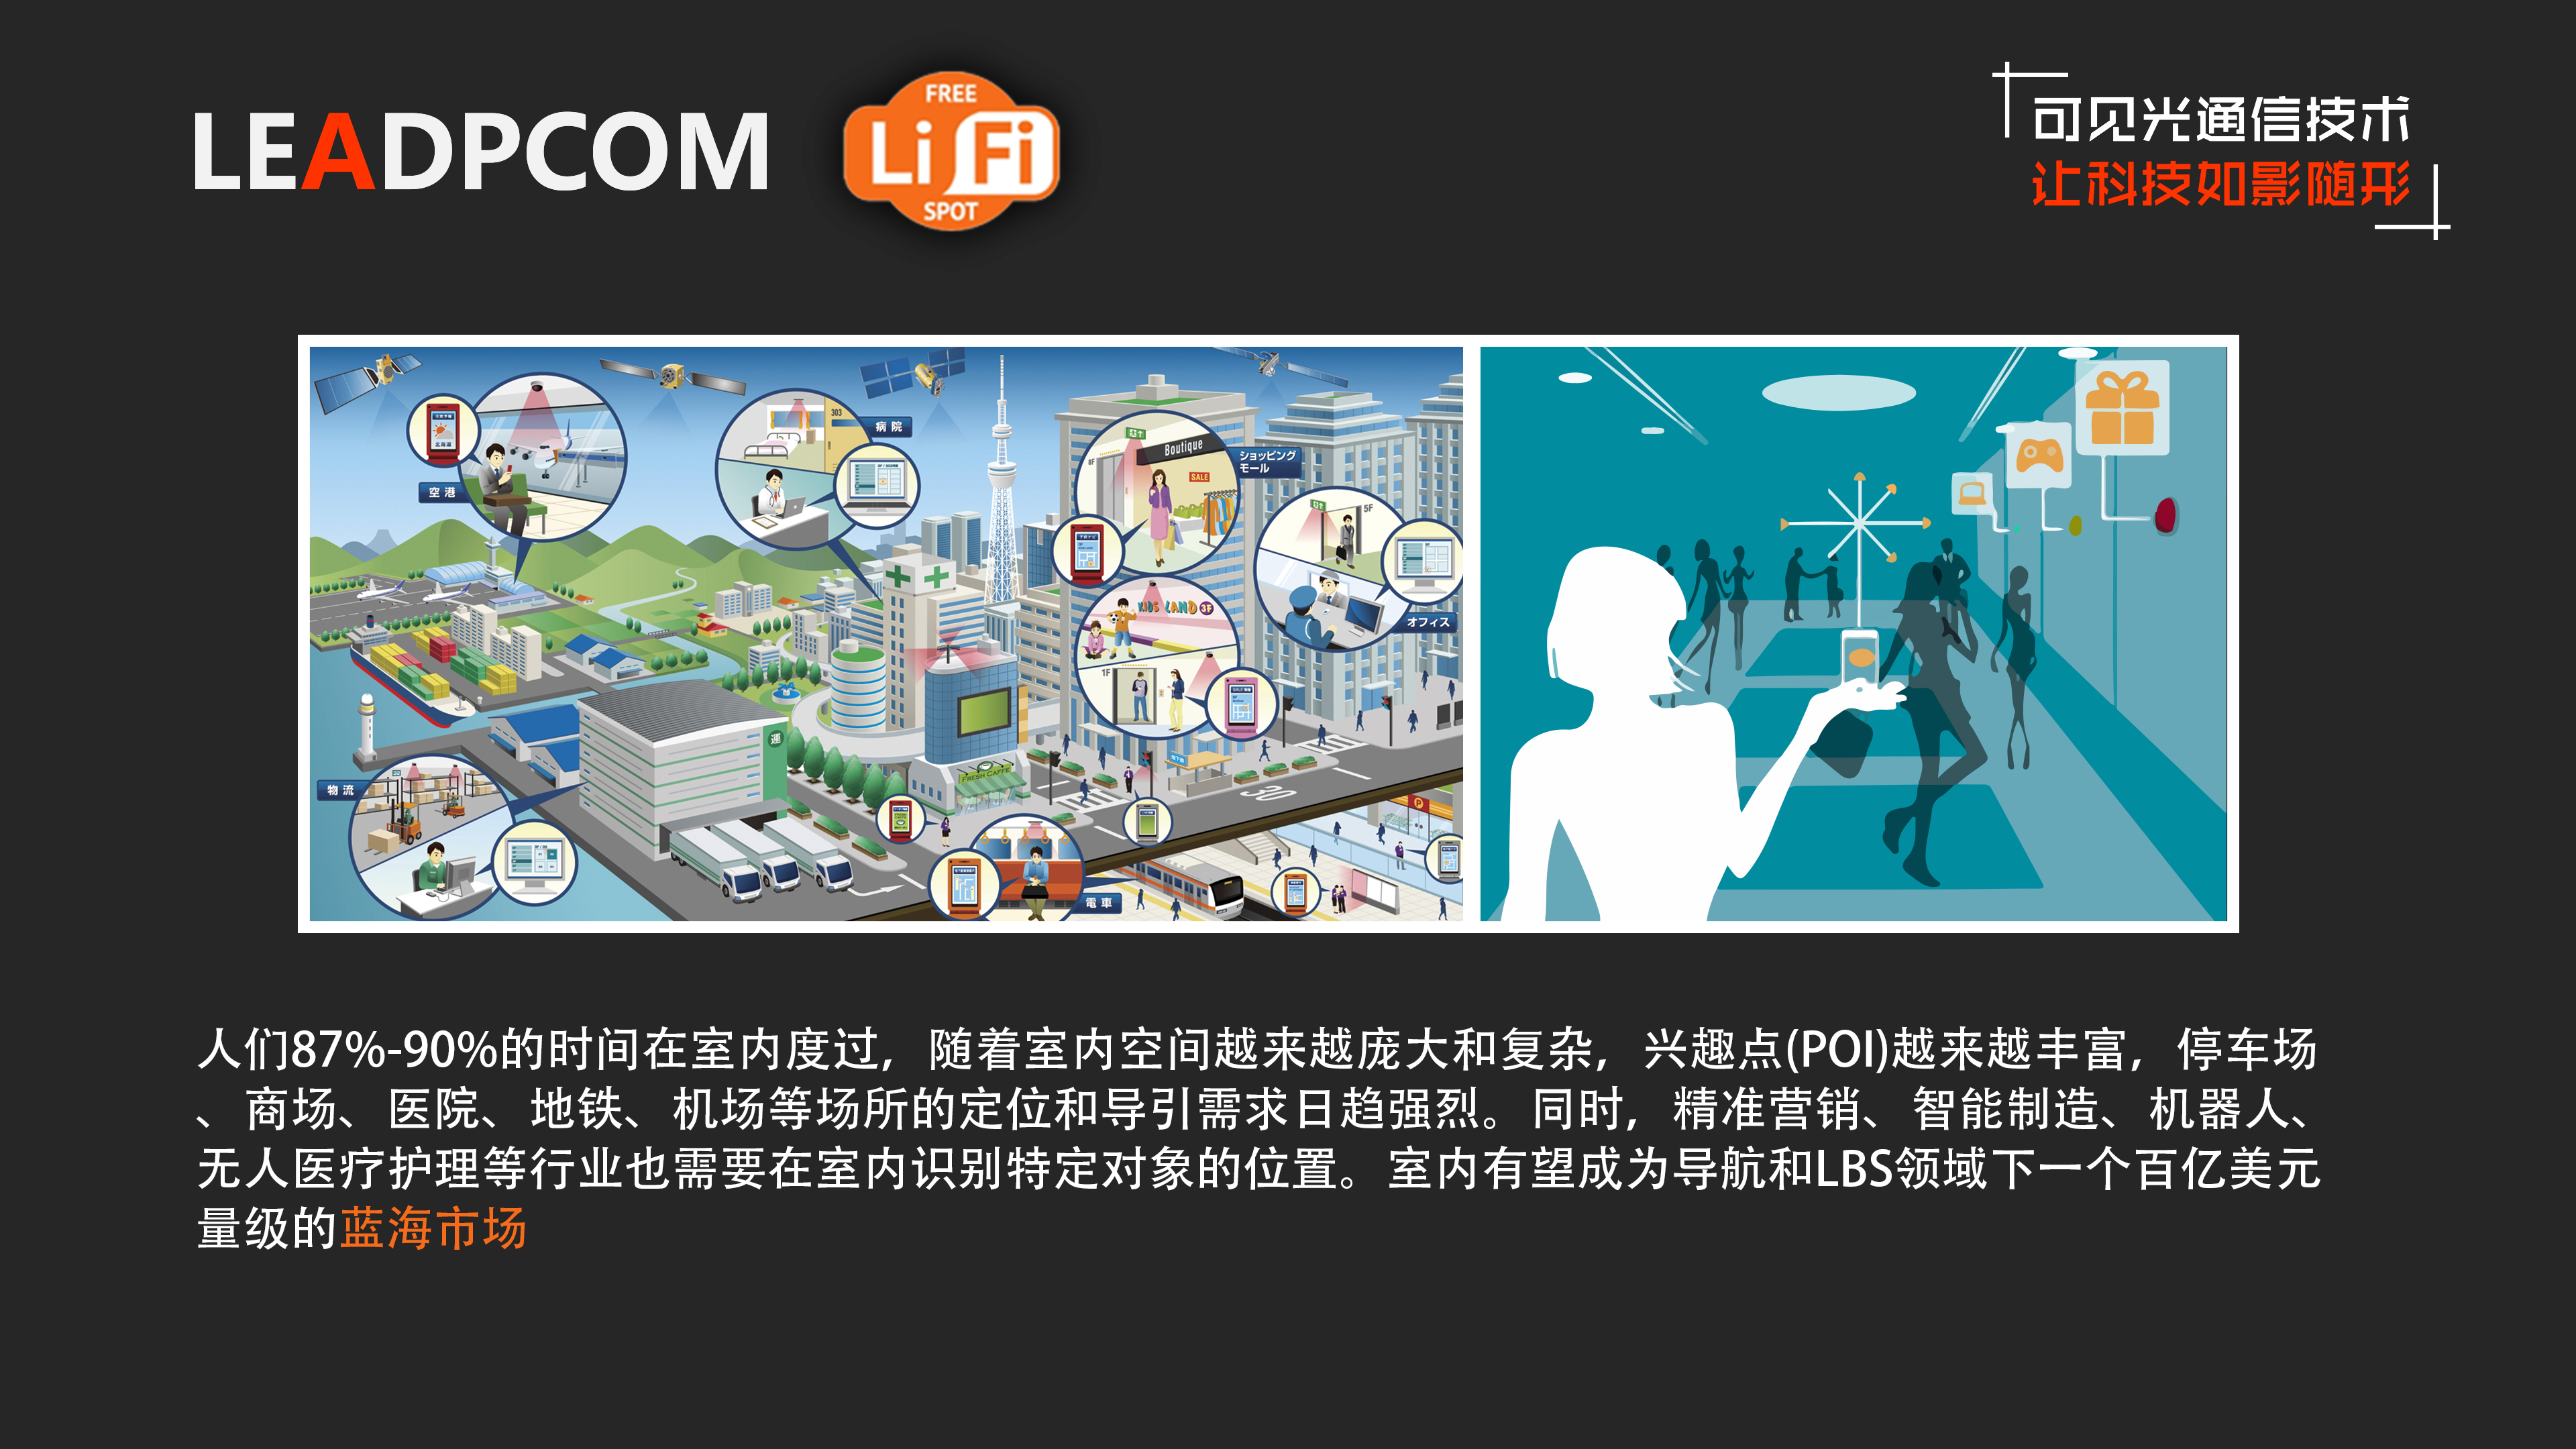 LEADPCOM
FREE
LiFi
SPOT
可见光通信技术
让科技如影随形
空港
303
病院
Boutique
8F
SALE
ショッピング
モール
5F
オフィス
KIDS LAND 3F
1F
運
物流
FRESH CAFFE
30
P
電車
人们87%-90%的时间在室内度过，随着室内空间越来越庞大和复杂，兴趣点(POI)越来越丰富，停车场
、商场、医院、地铁、机场等场所的定位和导引需求日趋强烈。同时，精准营销、智能制造、机器人、
无人医疗护理等行业也需要在室内识别特定对象的位置。室内有望成为导航和LBS领域下一个百亿美元
量级的蓝海市场